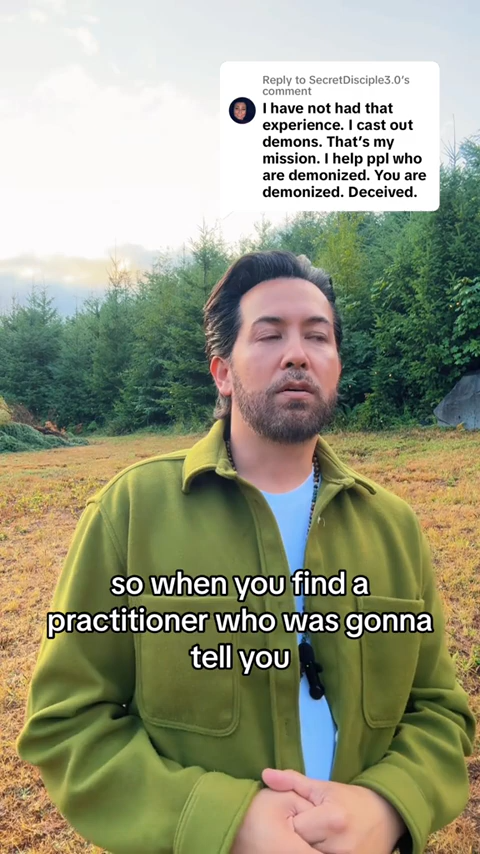 Reply to SecretDisciple3.0's
comment
I have not had that
experience. I cast out
demons. That's my
mission. I help ppl who
are demonized. You are
demonized. Deceived.
so when you find a
practitioner who was gonna
tell you